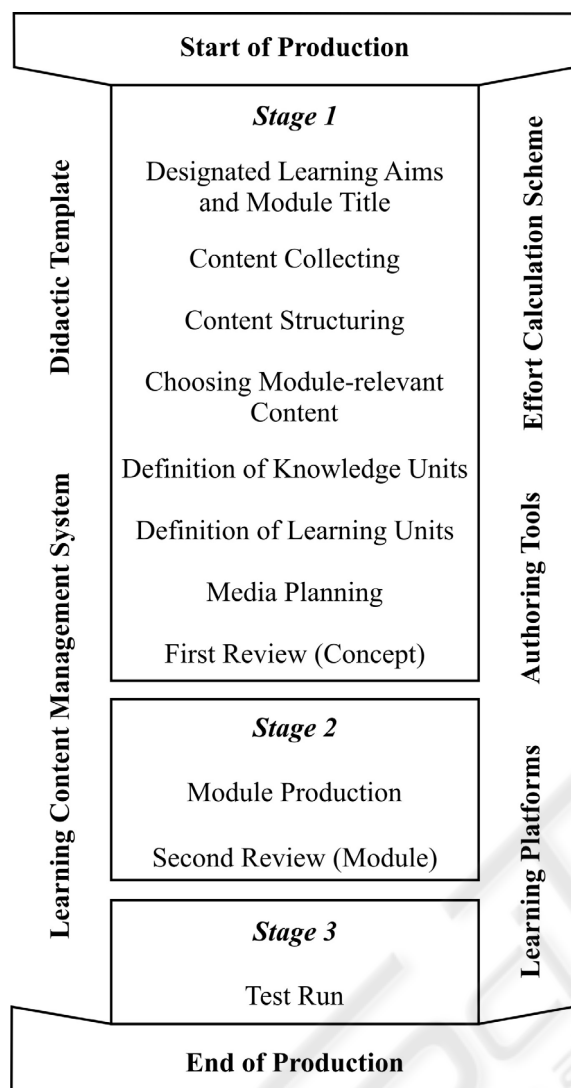 Start of Production
Stage 1
Designated Learning Aims
and Module Title
Content Collecting
Content Structuring
Choosing Module-relevant
Content
Definition of Knowledge Units
Definition of Learning Units
Media Planning
First Review (Concept)
Stage 2
Module Production
Second Review (Module)
Stage 3
Test Run
End of Production
Didactic Template
Learning Content Management System
Effort Calculation Scheme
Authoring Tools
Learning Platforms